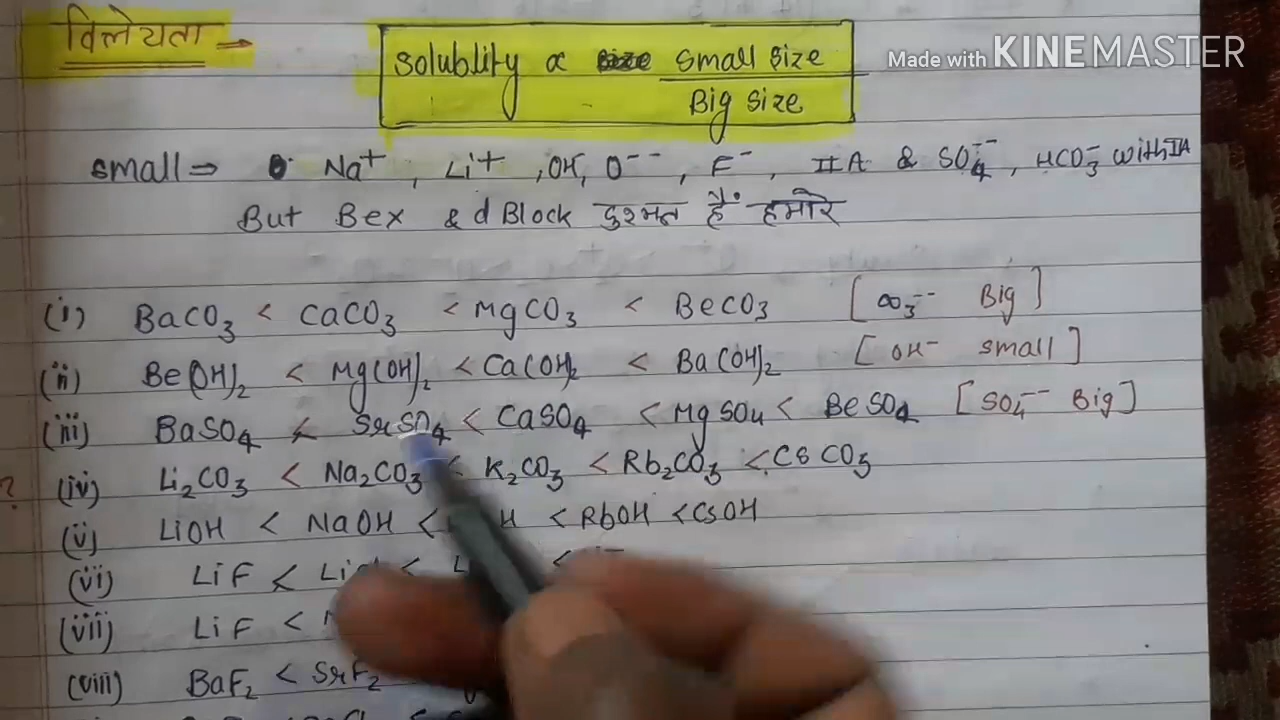 विलेयता →
Made with KINEMASTER
Solublity ∝ Small Size
Big Size
Small ⇒ Na⁺, Li⁺, OH⁻, O⁻⁻, F⁻, IIA & SO₄⁻⁻, HCO₃⁻ with IA
But Bex & d Block दुश्मन है हमारे
(i) BaCO₃ < CaCO₃ < MgCO₃ < BeCO₃ [CO₃⁻⁻ Big]
(ii) Be(OH)₂ < Mg(OH)₂ < Ca(OH)₂ < Ba(OH)₂ [OH⁻ small]
(iii) BaSO₄ < SrSO₄ < CaSO₄ < MgSO₄ < BeSO₄ [SO₄⁻⁻ Big]
? (iv) Li₂CO₃ < Na₂CO₃ < K₂CO₃ < Rb₂CO₃ < CsCO₃
(v) LiOH < NaOH < H < RbOH < CsOH
(vi) LiF < <
(vii) LiF <
(viii) BaF₂ < SrF₂